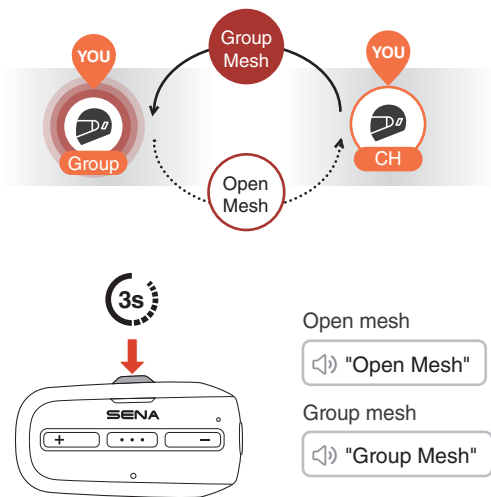 YOU
Group
Mesh
YOU
Group
CH
Open
Mesh
3s
SENA
+
−
Open mesh
"Open Mesh"
Group mesh
"Group Mesh"